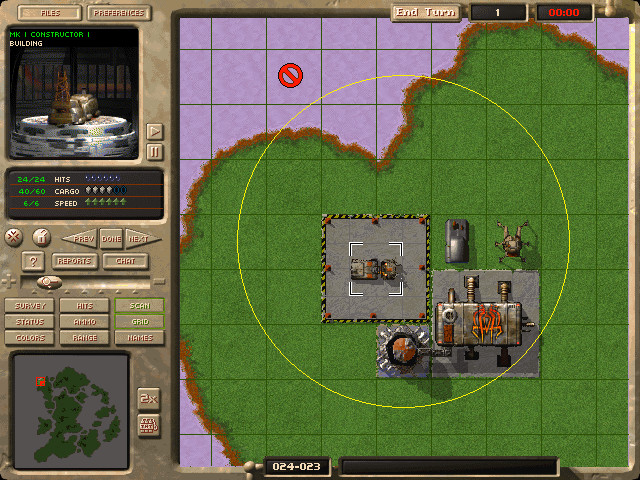 FILES PREFERENCES End Turn 1 00:00
MK I CONSTRUCTOR 1
BUILDING
24/24 HITS
40/60 CARGO
6/6 SPEED
PREV DONE NEXT
? REPORTS CHAT
SURVEY HITS SCAN
STATUS AMMO GRID
COLORS RANGE NAMES
2x
024-023